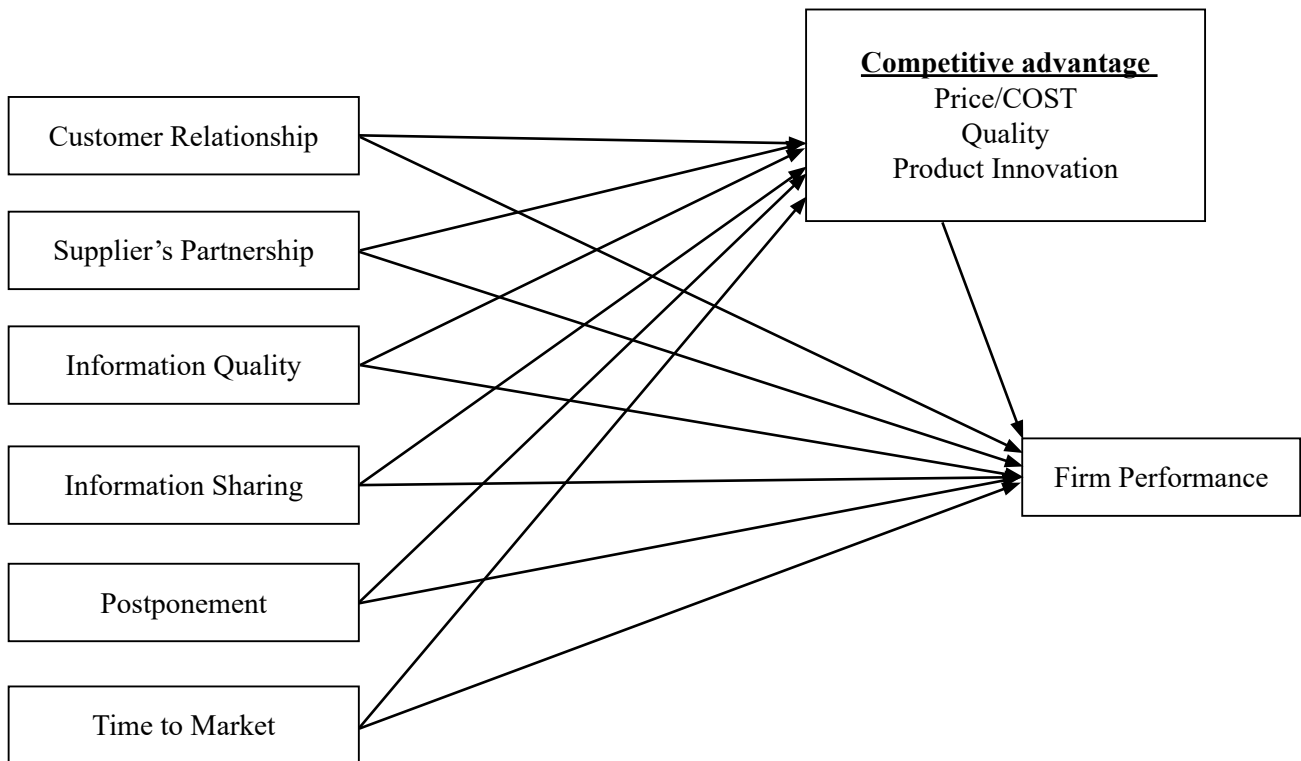 Competitive advantage
Price/COST
Quality
Product Innovation
Customer Relationship
Supplier’s Partnership
Information Quality
Information Sharing
Firm Performance
Postponement
Time to Market